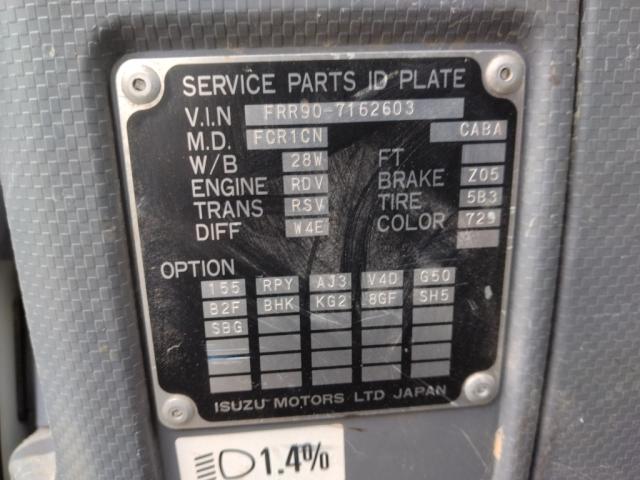 SERVICE PARTS ID PLATE
V.I.N FRR90-7162603
M.D. FCR1CN CABA
W/B 28W FT
ENGINE RDV BRAKE Z05
TRANS RSV TIRE 5B3
DIFF W4E COLOR 729
OPTION
155 RPY AJ3 V4D G50
B2F BHK KG2 8GF SH5
SBG
ISUZU MOTORS LTD JAPAN
1.4%